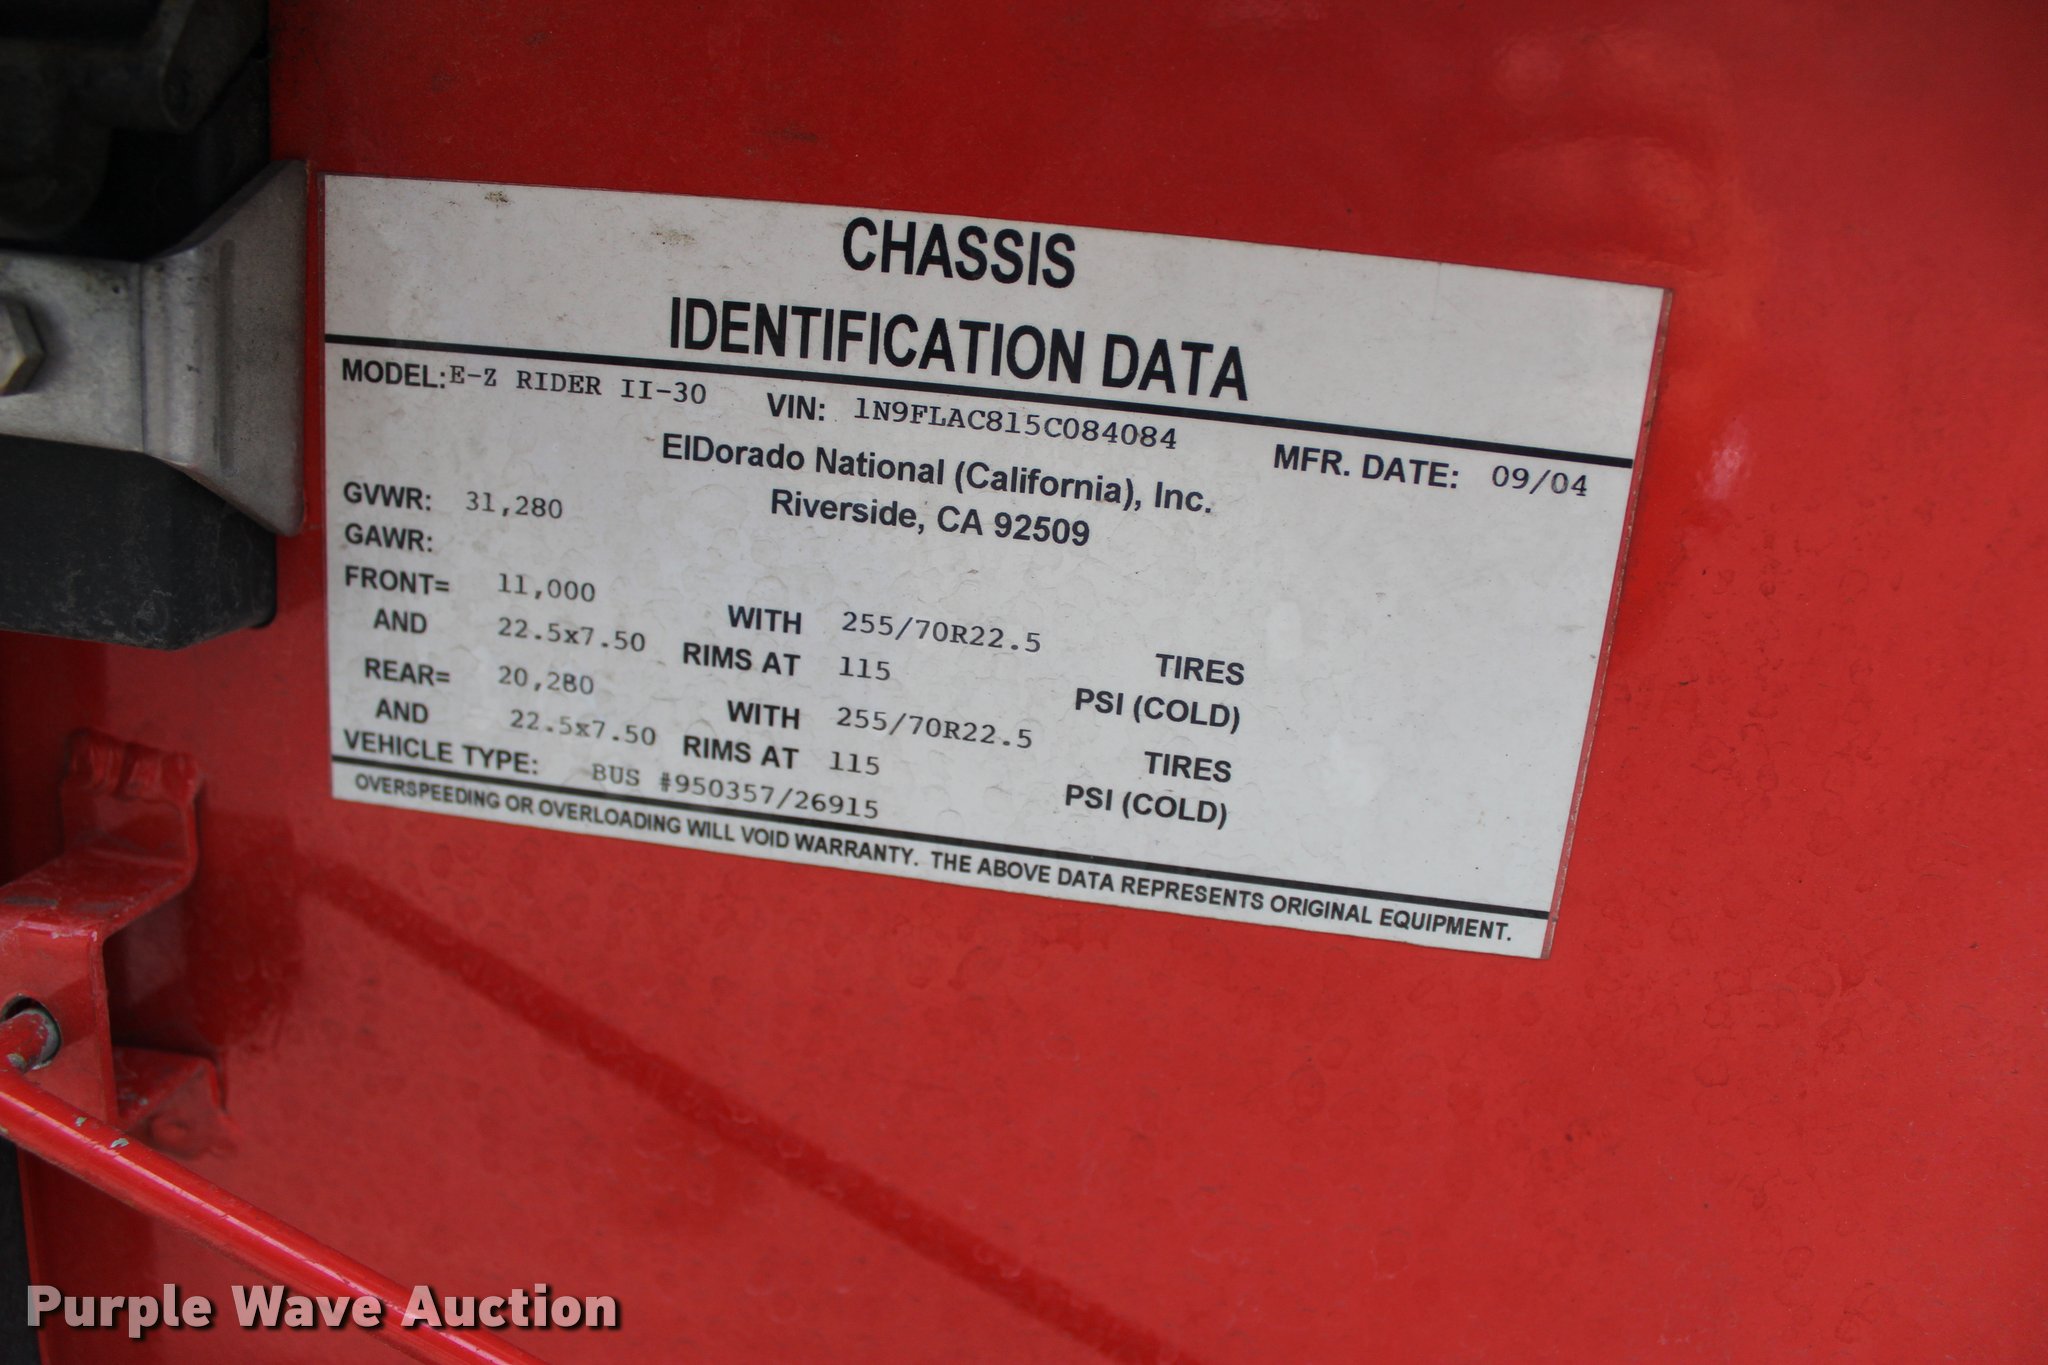 CHASSIS
IDENTIFICATION DATA
MODEL: E-Z RIDER II-30 VIN: 1N9FLAC815C084084 MFR. DATE: 09/04
ElDorado National (California), Inc.
Riverside, CA 92509
GVWR: 31,280
GAWR:
FRONT= 11,000 WITH 255/70R22.5 TIRES
AND 22.5x7.50 RIMS AT 115 PSI (COLD)
REAR= 20,280 WITH 255/70R22.5 TIRES
AND 22.5x7.50 RIMS AT 115 PSI (COLD)
VEHICLE TYPE: BUS #950357/26915
OVERSPEEDING OR OVERLOADING WILL VOID WARRANTY. THE ABOVE DATA REPRESENTS ORIGINAL EQUIPMENT.
Purple Wave Auction